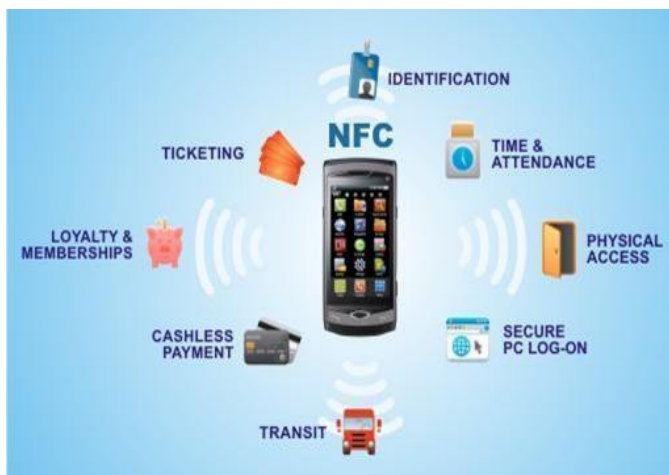 IDENTIFICATION
NFC
TICKETING
TIME &
ATTENDANCE
LOYALTY &
MEMBERSHIPS
PHYSICAL
ACCESS
CASHLESS
PAYMENT
SECURE
PC LOG-ON
TRANSIT